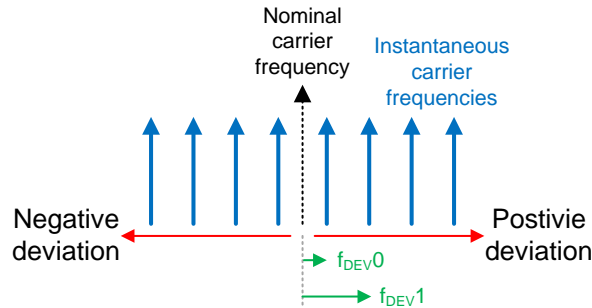 Nominal
carrier
frequency
Instantaneous
carrier
frequencies
Negative
deviation
Postivie
deviation
fDEV0
fDEV1